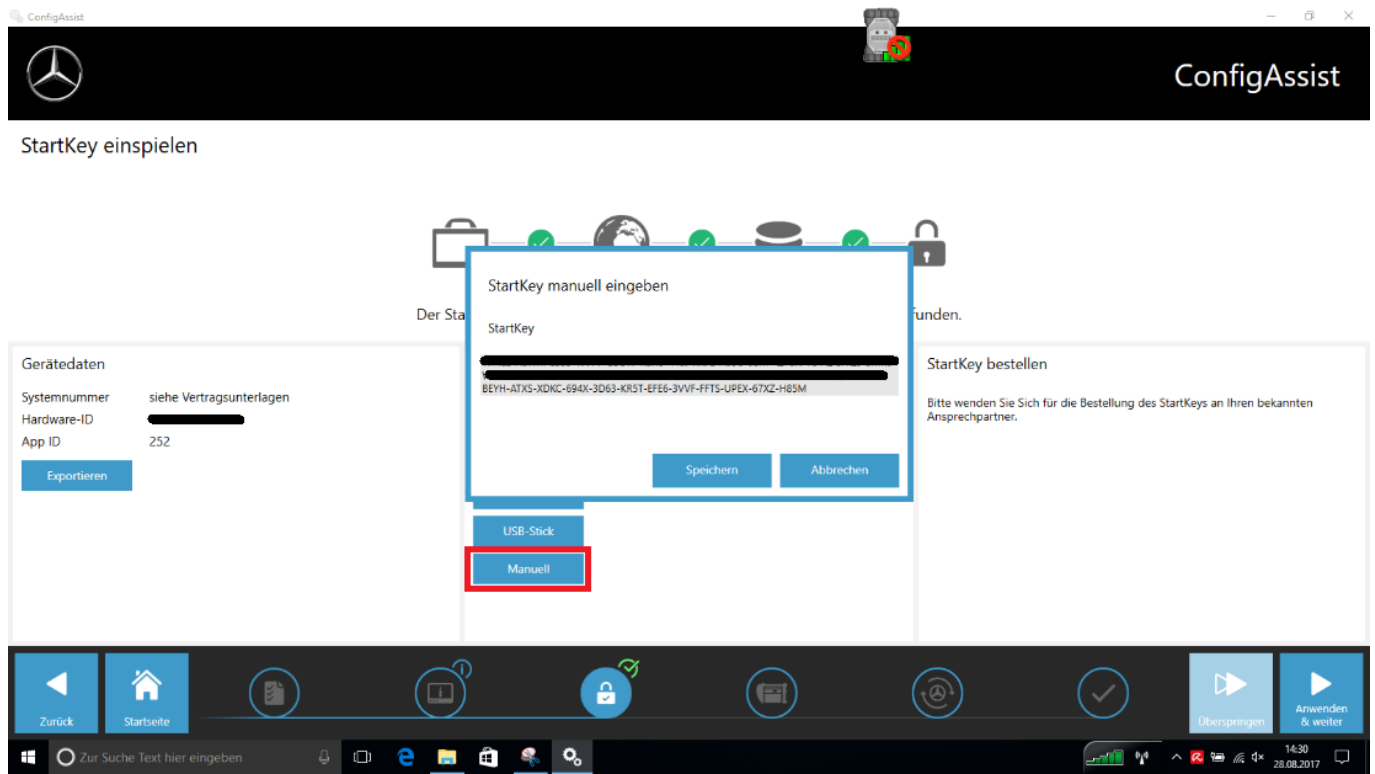 ConfigAssist
ConfigAssist
StartKey einspielen
Der Sta
funden.
StartKey manuell eingeben
StartKey
BEYH-ATXS-XDKC-694X-3D63-KR5T-EFE6-3VVF-FFTS-UPEX-67XZ-H85M
Speichern
Abbrechen
Gerätedaten
Systemnummer siehe Vertragsunterlagen
Hardware-ID
App ID 252
Exportieren
USB-Stick
Manuell
StartKey bestellen
Bitte wenden Sie Sich für die Bestellung des StartKeys an Ihren bekannten
Ansprechpartner.
Zurück
Startseite
Überspringen
Anwenden
& weiter
Zur Suche Text hier eingeben
14:30
28.08.2017